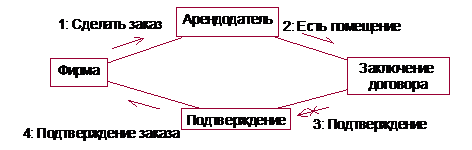 1: Сделать заказ
Арендодатель
2: Есть помещение
Фирма
Заключение
договора
Подтверждение
3: Подтверждение
4: Подтверждение заказа